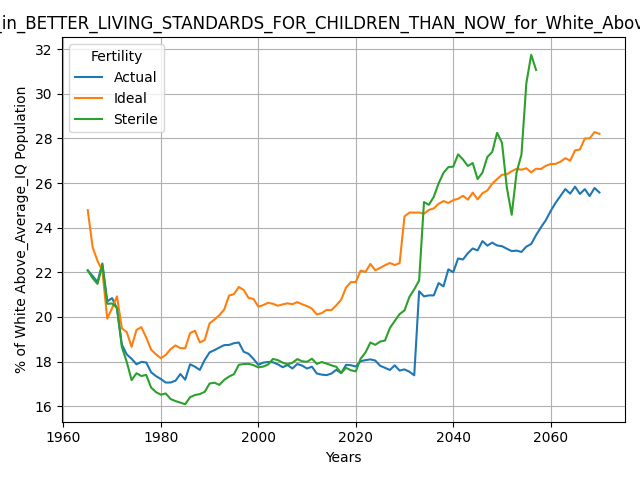 _in_BETTER_LIVING_STANDARDS_FOR_CHILDREN_THAN_NOW_for_White_Abov
Fertility
Actual
Ideal
Sterile
% of White Above_Average_IQ Population
32
30
28
26
24
22
20
18
16
1960 1980 2000 2020 2040 2060
Years